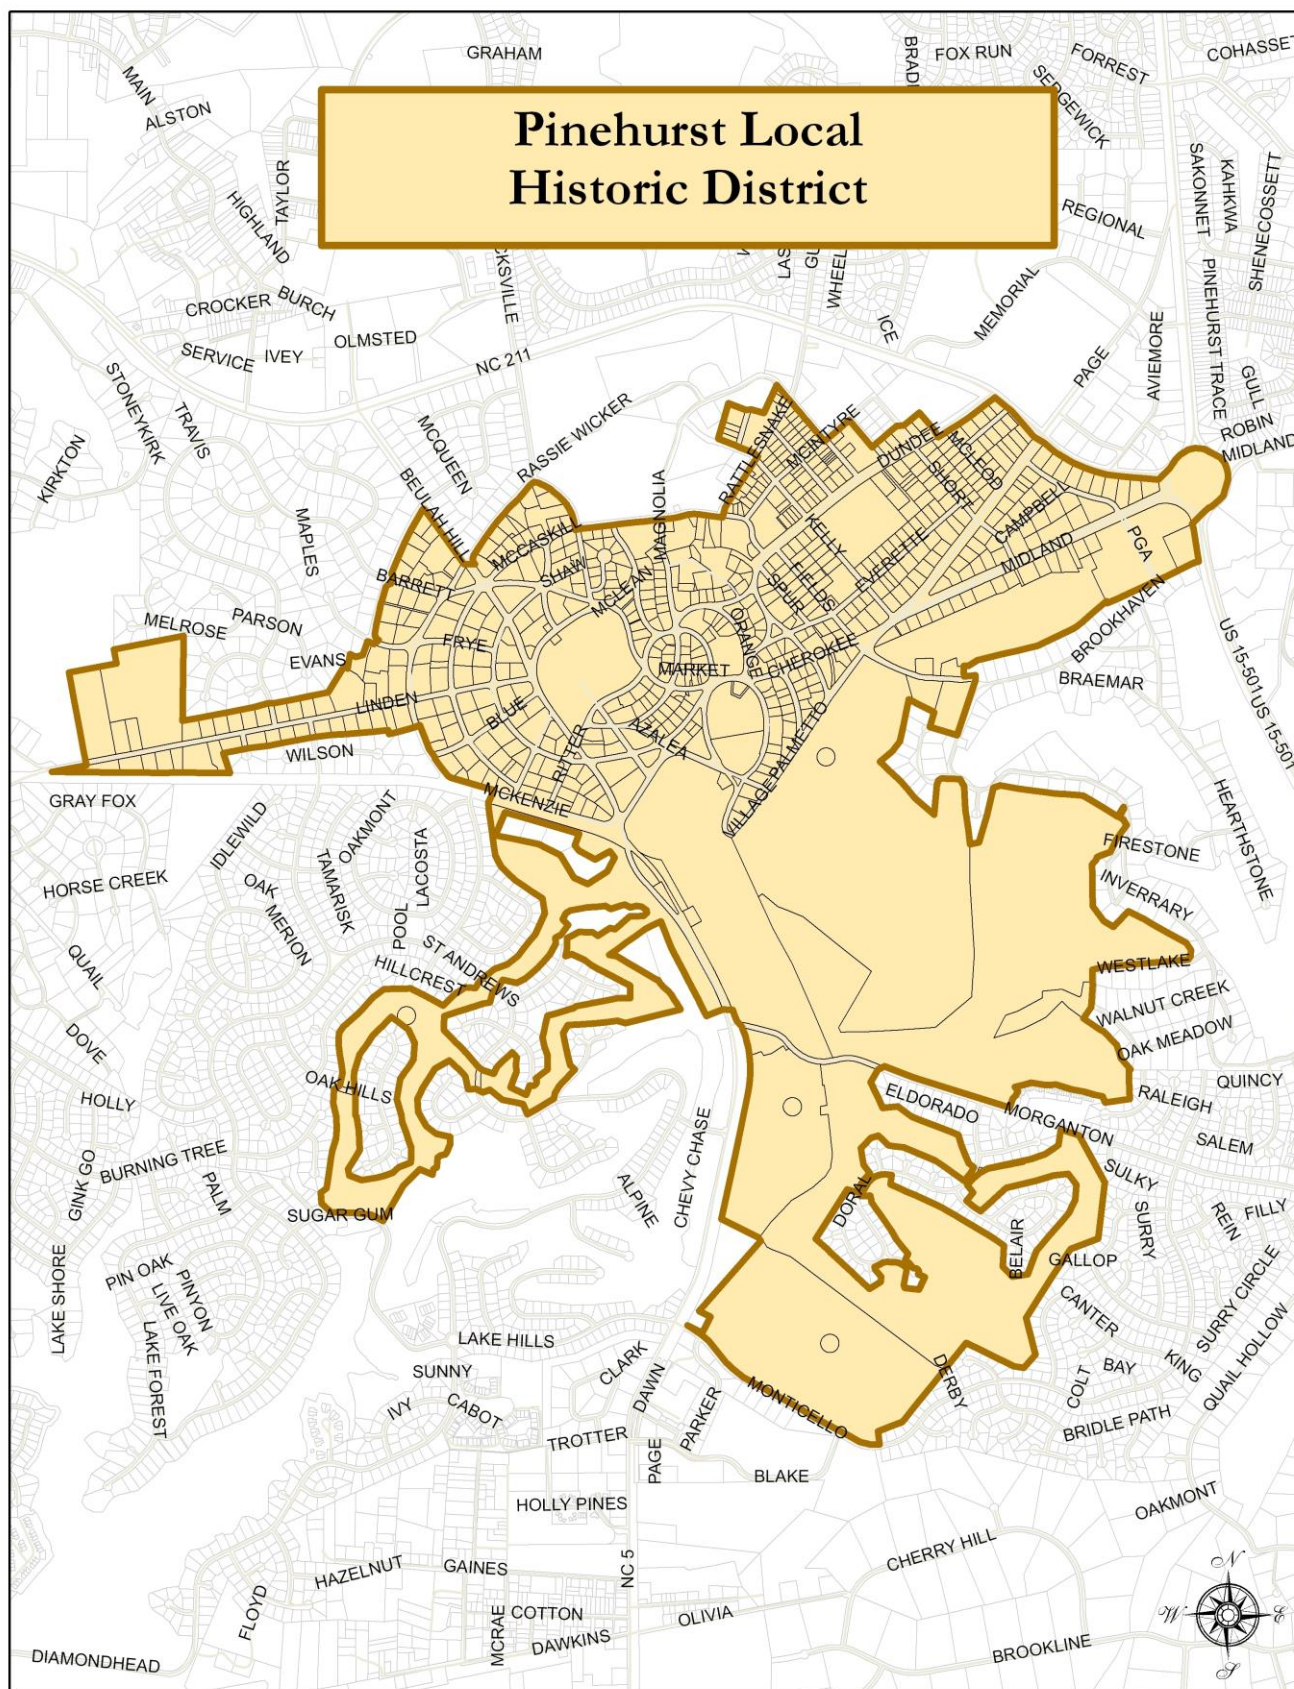 GRAHAM
BRADI
FOX RUN
FORREST
COHASSET
MAIN
ALSTON
SEDGEWICK
Pinehurst Local
Historic District
TAYLOR
HIGHLAND
SAKONNET
KAHKWA
SHENECOSSETT
REGIONAL
CKSVILLE
LAS
GU
WHEEL
MEMORIAL
CROCKER
BURCH
PINEHURST TRACE
SERVICE
IVEY
OLMSTED
NC 211
ICE
PAGE
AVIEMORE
STONEYKIRK
TRAVIS
GULL
ROBIN
MIDLAND
KIRKTON
MCQUEEN
RASSIE WICKER
BEULAH HILL
RATTLESNAKE
MCINTYRE
DUNDEE
MCLEOD
SHORT
MAPLES
MCCASKILL
MAGNOLIA
CAMPBELL
KELLY
EVERETTE
MIDLAND
PGA
BARRETT
SHAW
MCLEAN
FIELDS
SPUR
MELROSE
PARSON
EVANS
FRYE
ORANGE
CHEROKEE
MARKET
BROOKHAVEN
BRAEMAR
US 15-501
US 15-501
LINDEN
BLUE
WILSON
RITTER
AZALEA
PALMETTO
VILLAGE
MCKENZIE
GRAY FOX
HEARTHSTONE
IDLEWILD
OAKMONT
LACOSTA
TAMARISK
FIRESTONE
INVERRARY
HORSE CREEK
OAK
MERION
POOL
ST ANDREWS
HILLCREST
QUAIL
WESTLAKE
WALNUT CREEK
OAK MEADOW
DOVE
OAK HILLS
HOLLY
ELDORADO
MORGANTON
RALEIGH
QUINCY
SALEM
CHEVY CHASE
BURNING TREE
GINK GO
PALM
ALPINE
SULKY
SUGAR GUM
DORAL
BELAIR
SURRY
REIN
FILLY
GALLOP
PIN OAK
PINYON
LIVE OAK
LAKE SHORE
LAKE FOREST
CANTER
SURRY CIRCLE
LAKE HILLS
SUNNY
CLARK
DAWN
DERBY
COLT
BAY
KING
QUAIL HOLLOW
IVY
CABOT
PARKER
MONTICELLO
BRIDLE PATH
TROTTER
PAGE
BLAKE
HOLLY PINES
OAKMONT
HAZELNUT
GAINES
NC 5
CHERRY HILL
FLOYD
MCRAE
COTTON
DAWKINS
OLIVIA
BROOKLINE
DIAMONDHEAD
N
W
E
S